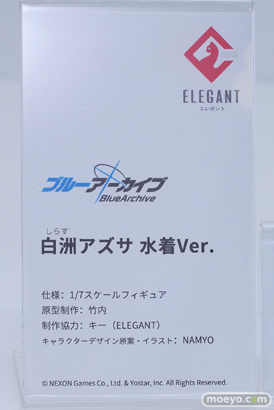 ELEGANT
エレガント
ブルーアーカイブ
BlueArchive
しらす
白洲アズサ 水着Ver.
仕様：1/7スケールフィギュア
原型制作：竹内
制作協力：キー（ELEGANT）
キャラクターデザイン原案・イラスト：NAMYO
© NEXON Games Co., Ltd. & Yostar, Inc. All Rights Reserved.
moeyo.com